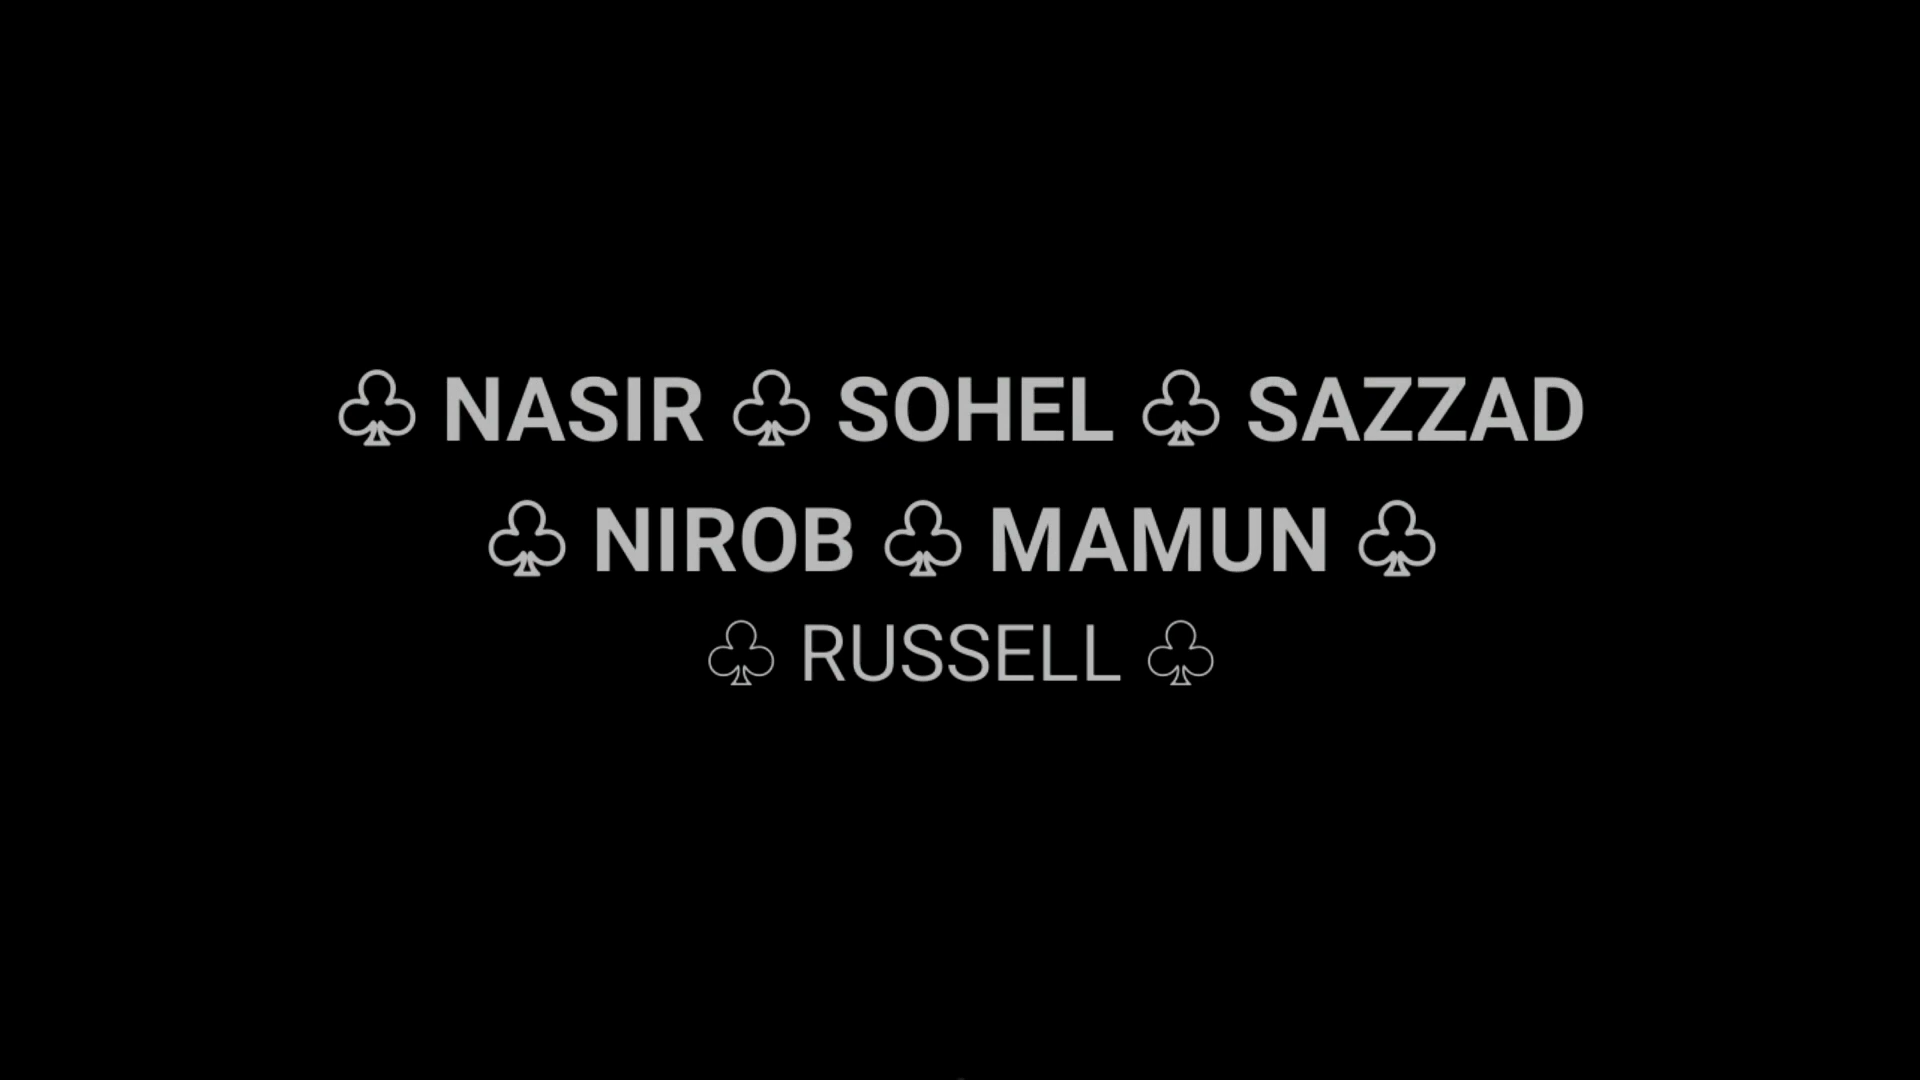 ♧ NASIR ♧ SOHEL ♧ SAZZAD
♧ NIROB ♧ MAMUN ♧
♧ RUSSELL ♧